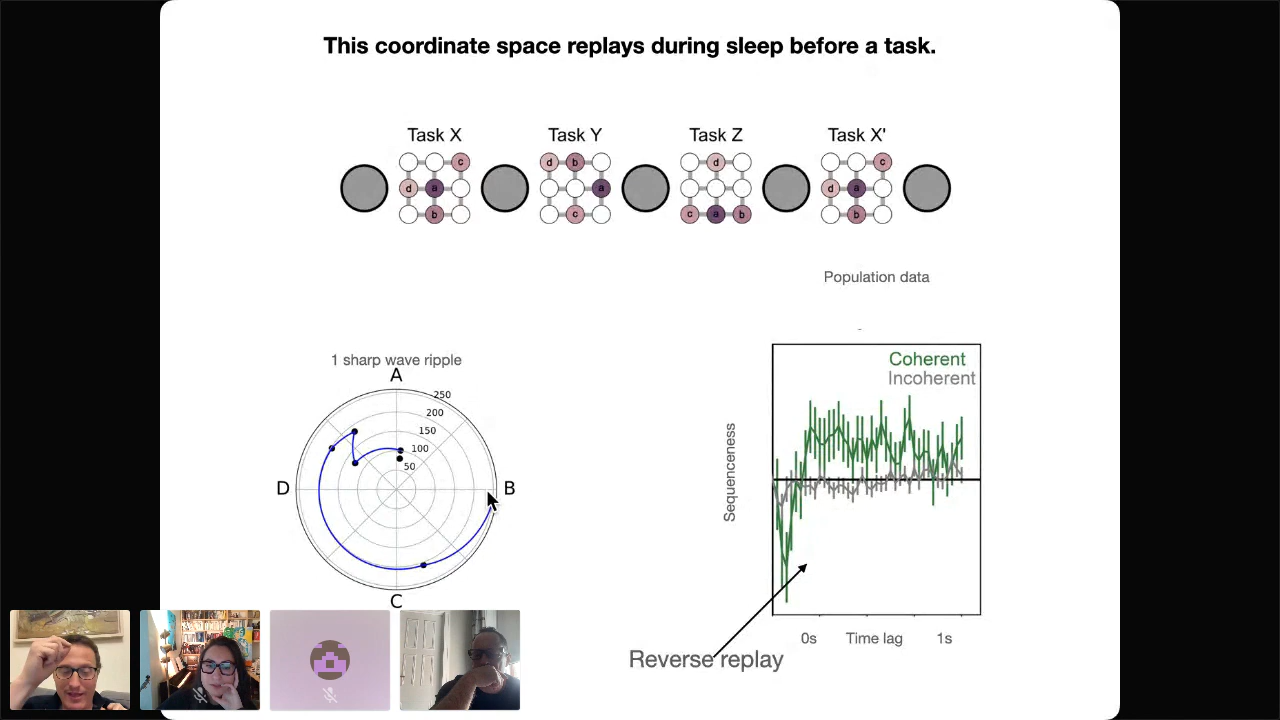 This coordinate space replays during sleep before a task.
Task X
Task Y
Task Z
Task X'
c
d
a
b
d
b
a
c
d
c
a
b
c
d
a
b
Population data
1 sharp wave ripple
A
250
200
150
100
50
D
B
C
Coherent
Incoherent
Sequenceness
0s
Time lag
1s
Reverse replay